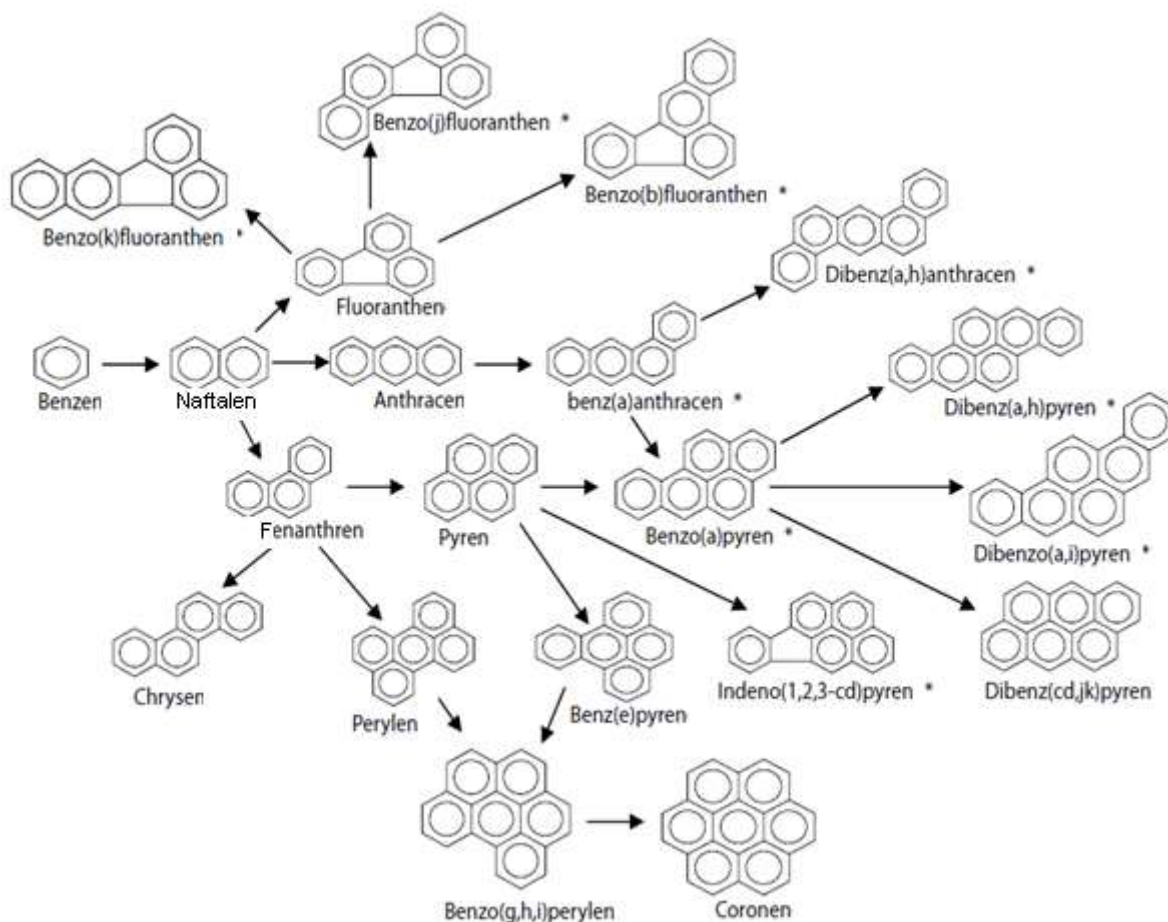 Benzo(j)fluoranthen *
Benzo(b)fluoranthen *
Benzo(k)fluoranthen *
Dibenz(a,h)anthracen *
Fluoranthen
Benzen
Naftalen
Anthracen
benz(a)anthracen *
Dibenz(a,h)pyren *
Fenanthren
Pyren
Benzo(a)pyren *
Dibenzo(a,i)pyren *
Chrysen
Perylen
Benz(e)pyren
Indeno(1,2,3-cd)pyren *
Dibenz(cd,jk)pyren
Benzo(g,h,i)perylen
Coronen